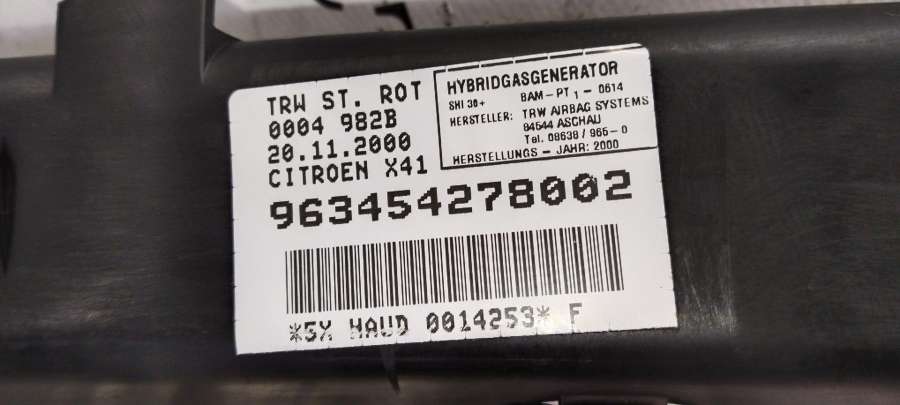 TRW ST. ROT
0004 982B
20.11.2000
CITROEN X41
HYBRIDGASGENERATOR
SHI 30+ BAM-PT 1-0614
HERSTELLER: TRW AIRBAG SYSTEMS
84544 ASCHAU
Tel. 08638 / 965-0
HERSTELLUNGS - JAHR: 2000
963454278002
*5X HAUD 0014253* F